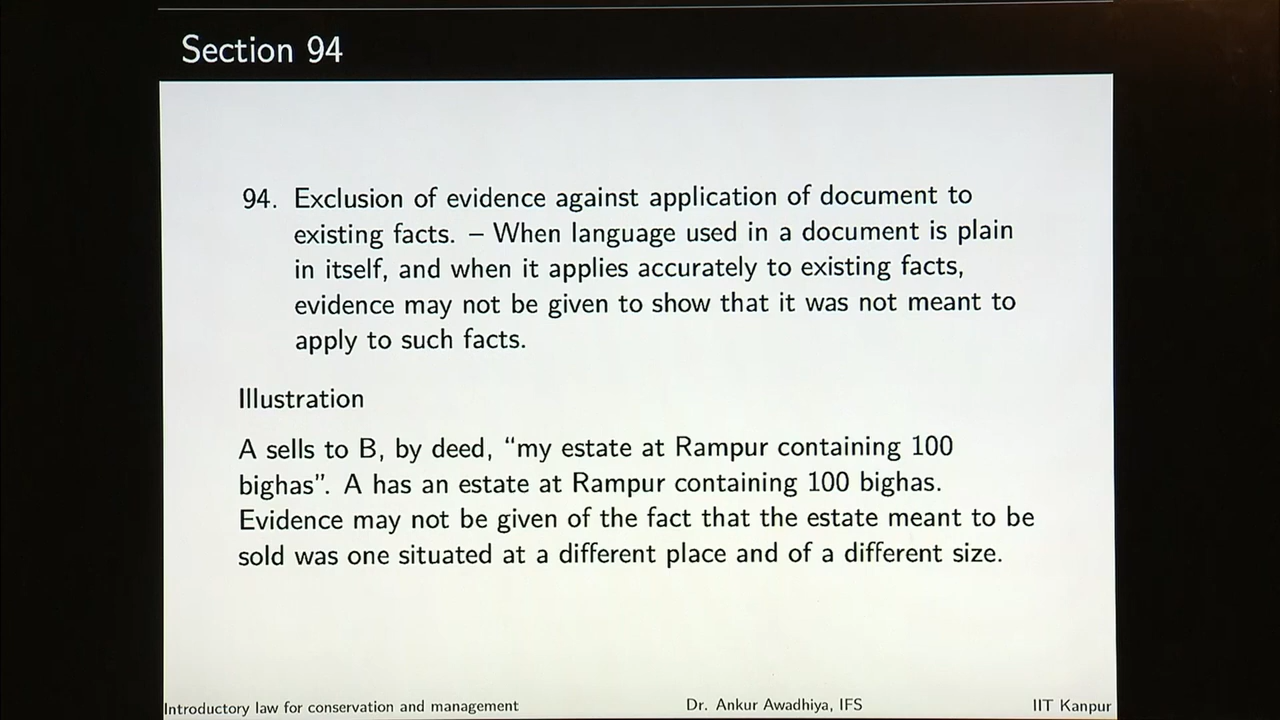 Section 94
94. Exclusion of evidence against application of document to
existing facts. – When language used in a document is plain
in itself, and when it applies accurately to existing facts,
evidence may not be given to show that it was not meant to
apply to such facts.
Illustration
A sells to B, by deed, “my estate at Rampur containing 100
bighas”. A has an estate at Rampur containing 100 bighas.
Evidence may not be given of the fact that the estate meant to be
sold was one situated at a different place and of a different size.
Introductory law for conservation and management Dr. Ankur Awadhiya, IFS IIT Kanpur